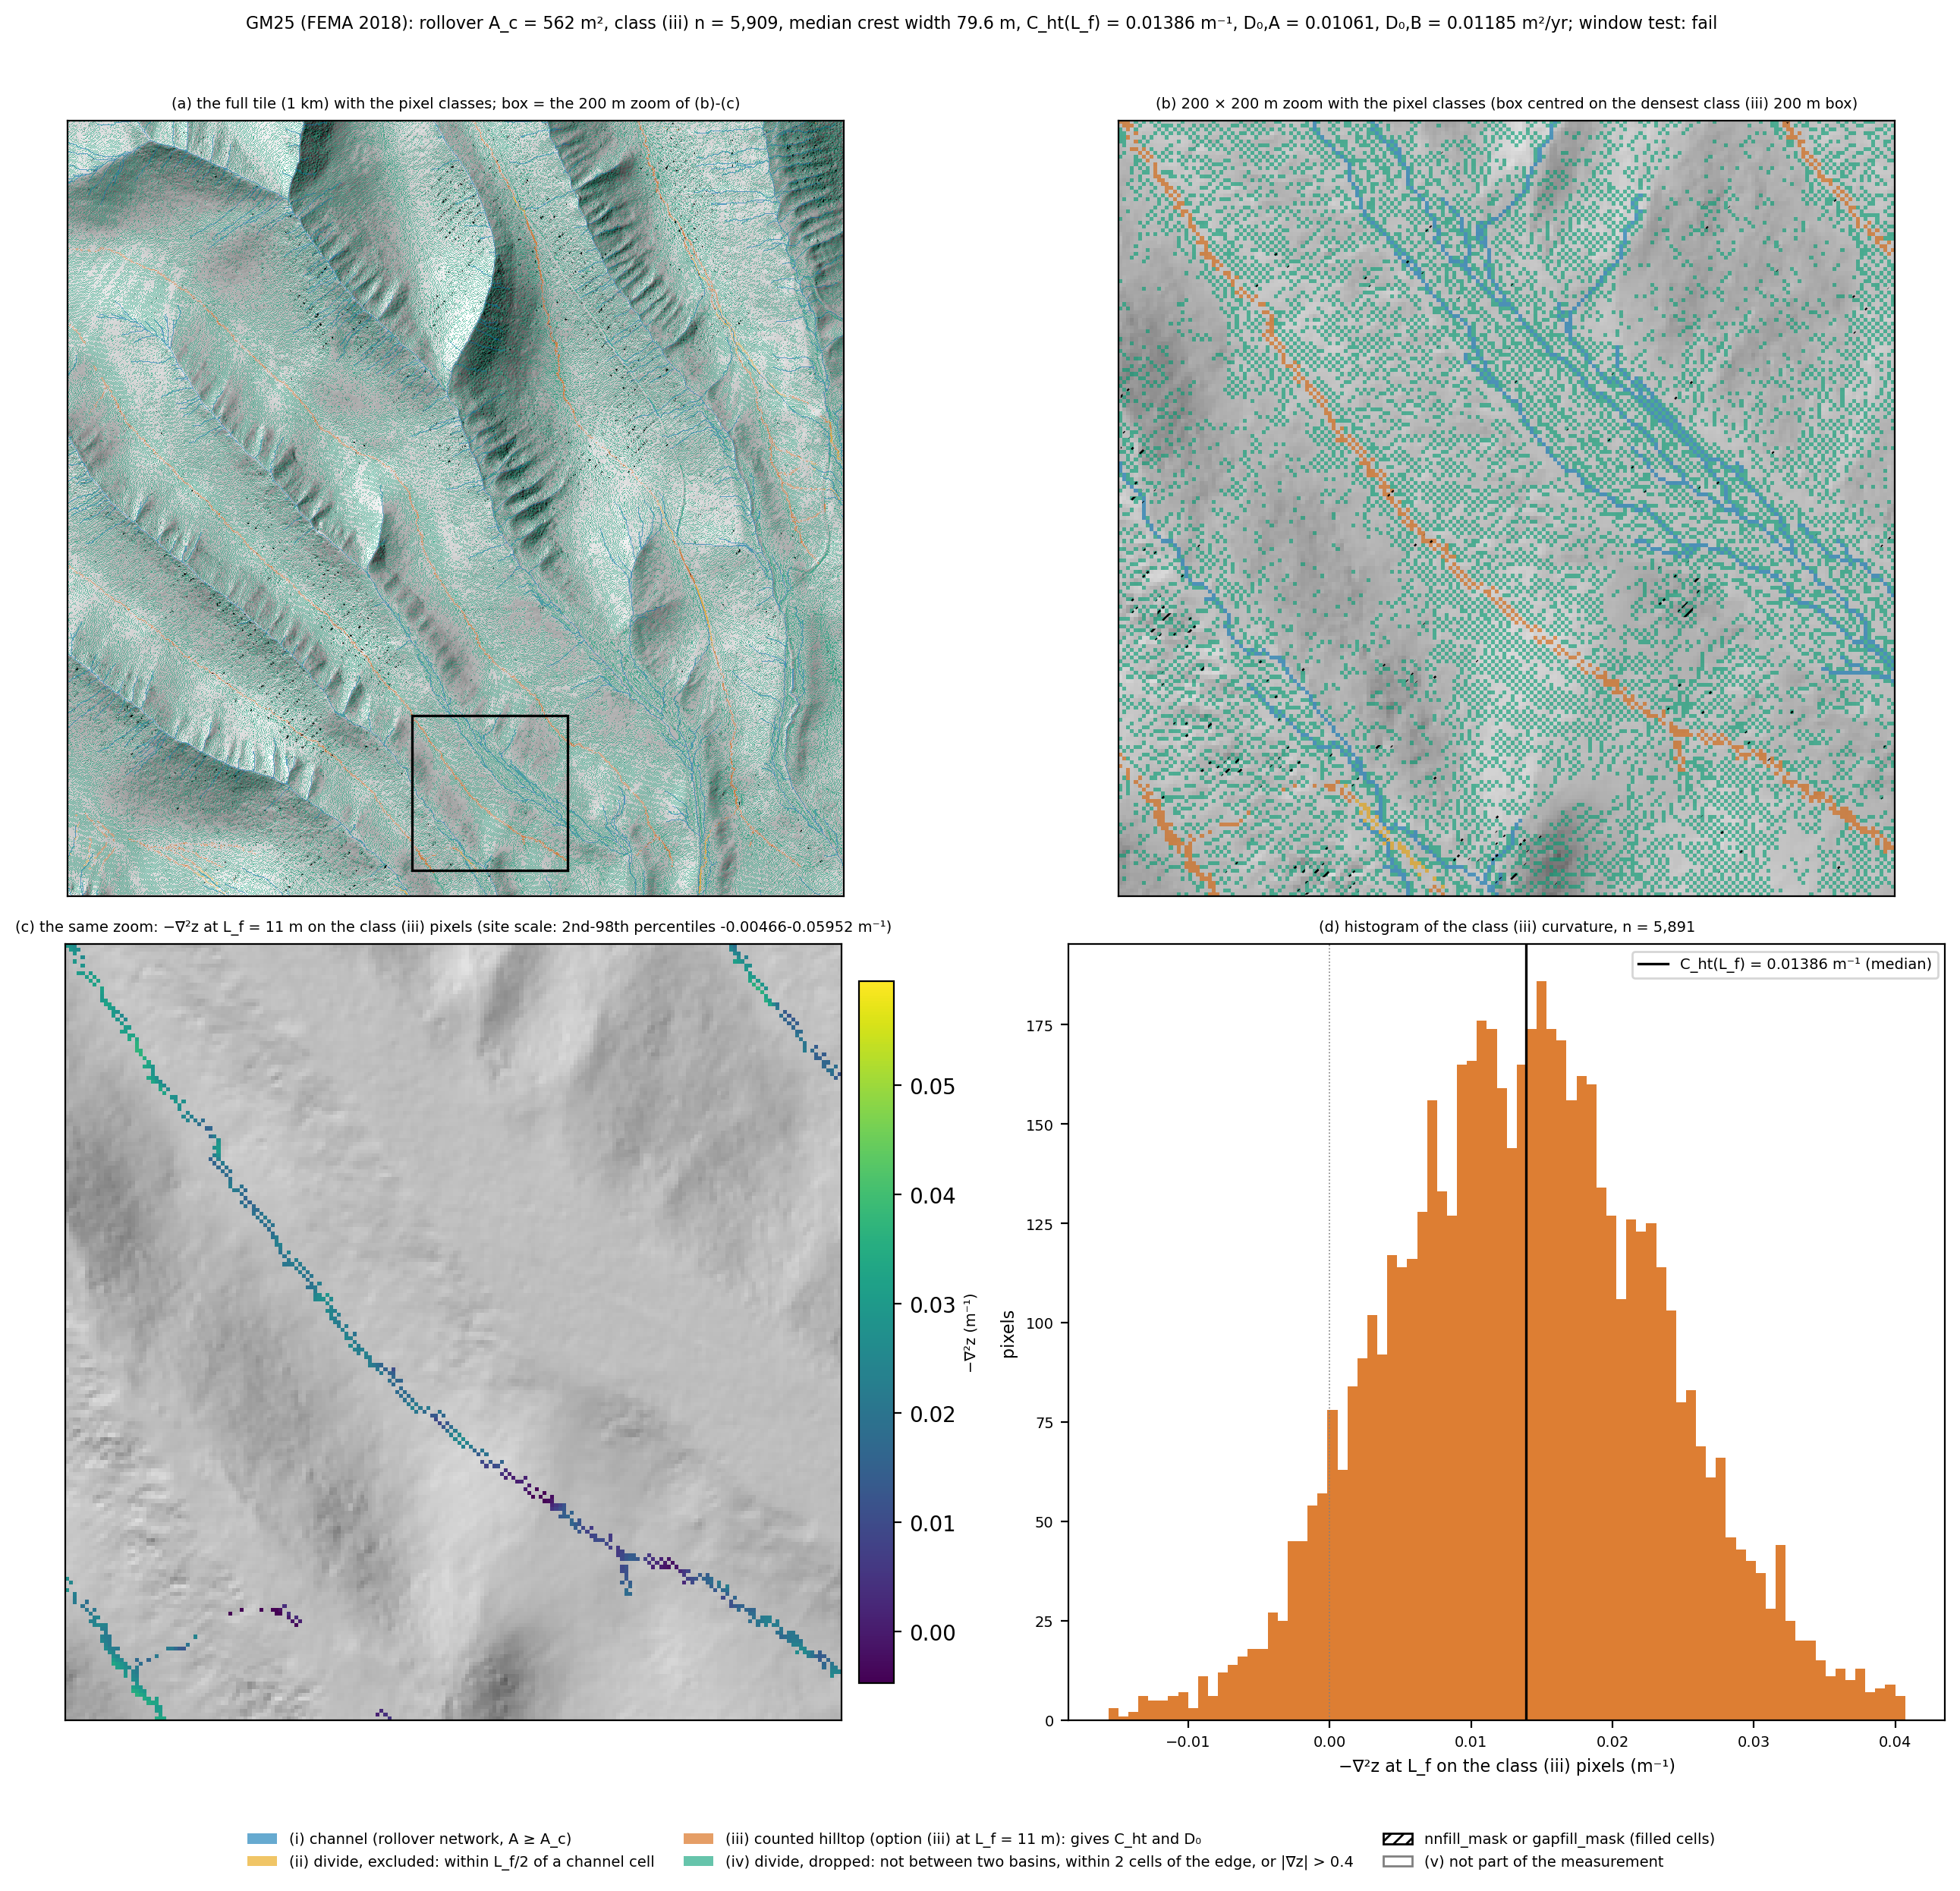 GM25 (FEMA 2018): rollover A_c = 562 m², class (iii) n = 5,909, median crest width 79.6 m, C_ht(L_f) = 0.01386 m⁻¹, D₀,A = 0.01061, D₀,B = 0.01185 m²/yr; window test: fail
(a) the full tile (1 km) with the pixel classes; box = the 200 m zoom of (b)-(c)
(b) 200 × 200 m zoom with the pixel classes (box centred on the densest class (iii) 200 m box)
(c) the same zoom: −∇²z at L_f = 11 m on the class (iii) pixels (site scale: 2nd-98th percentiles -0.00466-0.05952 m⁻¹)
0.05
0.04
0.03
0.02
0.01
0.00
−∇²z (m⁻¹)
(d) histogram of the class (iii) curvature, n = 5,891
C_ht(L_f) = 0.01386 m⁻¹ (median)
pixels
175
150
125
100
75
50
25
0
−0.01
0.00
0.01
0.02
0.03
0.04
−∇²z at L_f on the class (iii) pixels (m⁻¹)
(i) channel (rollover network, A ≥ A_c)
(ii) divide, excluded: within L_f/2 of a channel cell
(iii) counted hilltop (option (iii) at L_f = 11 m): gives C_ht and D₀
(iv) divide, dropped: not between two basins, within 2 cells of the edge, or |∇z| > 0.4
nnfill_mask or gapfill_mask (filled cells)
(v) not part of the measurement